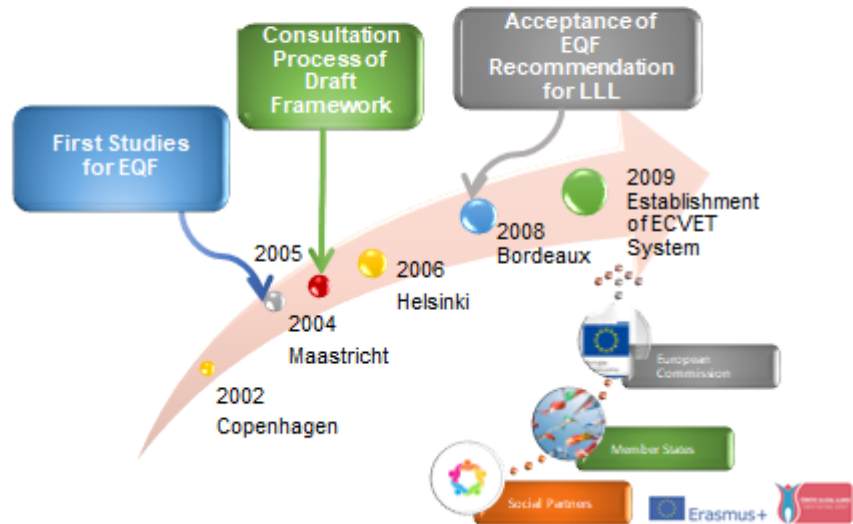 Consultation
Process of
Draft
Framework
Acceptance of
EQF
Recommendation
for LLL
First Studies
for EQF
2009
Establishment
of ECVET
System
2008
Bordeaux
2005
2006
Helsinki
2004
Maastricht
2002
Copenhagen
European
Commission
Member States
Social Partners
Erasmus+